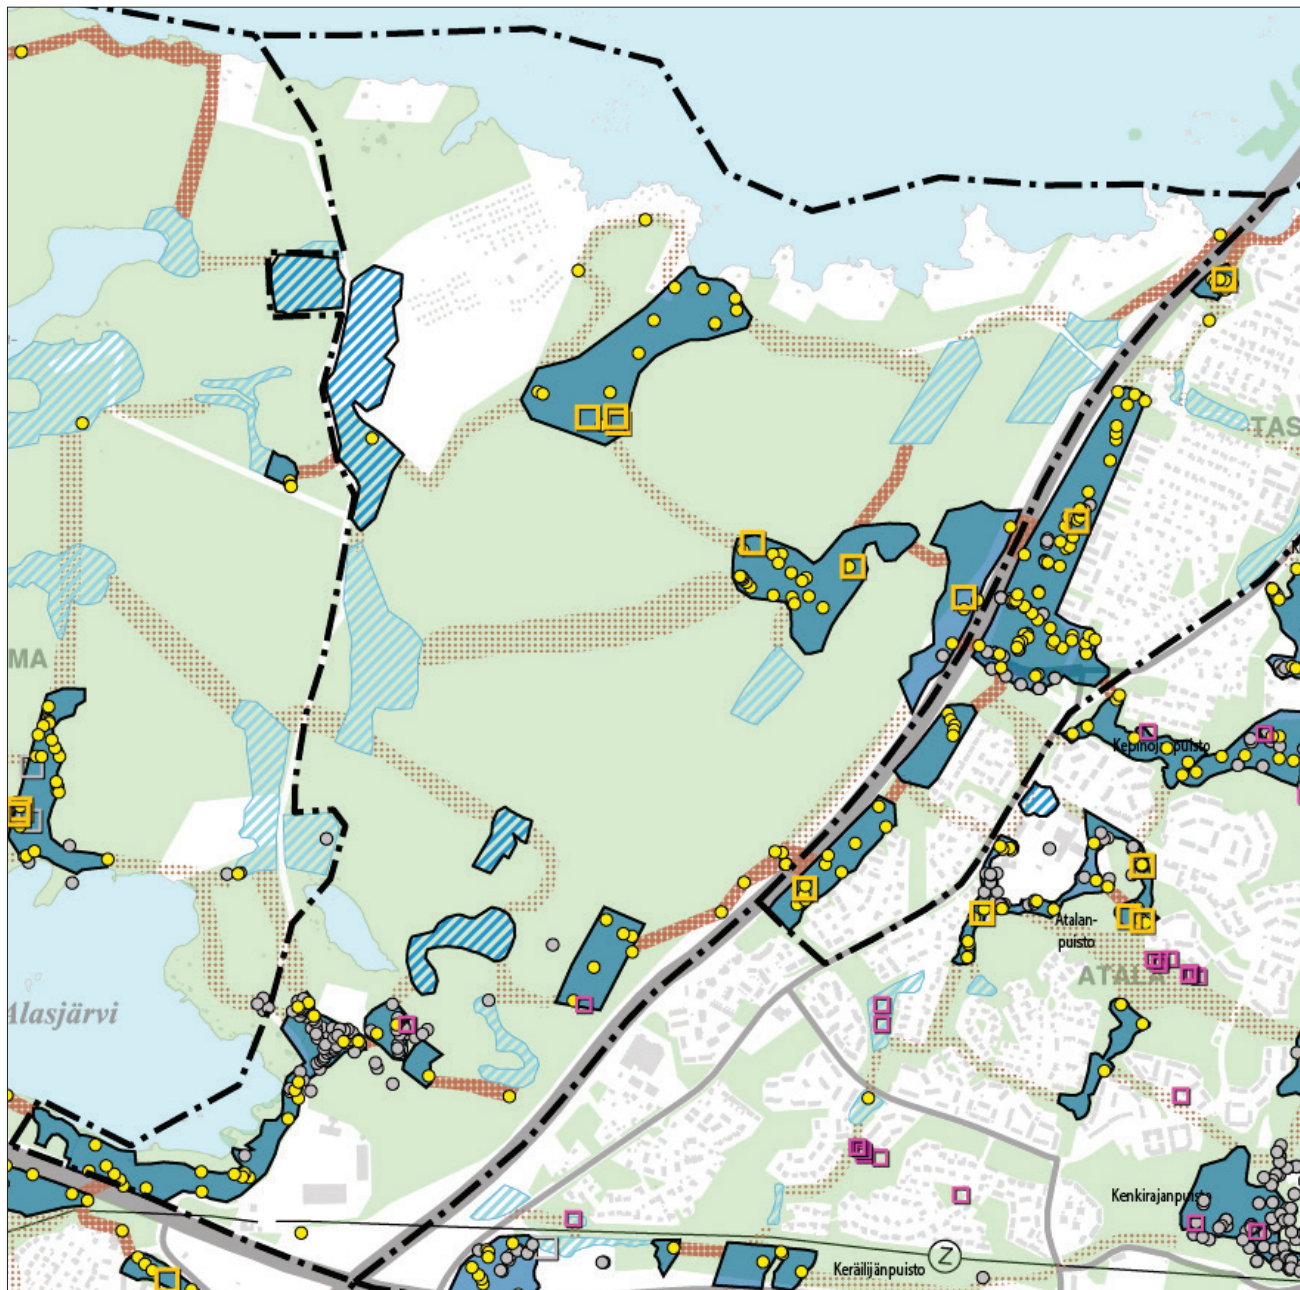 TAS
MA
Kepinojanpuisto
Atalan-
puisto
ATALA
Alasjärvi
Kenkirajanpuisto
Z
Keräilijänpuisto